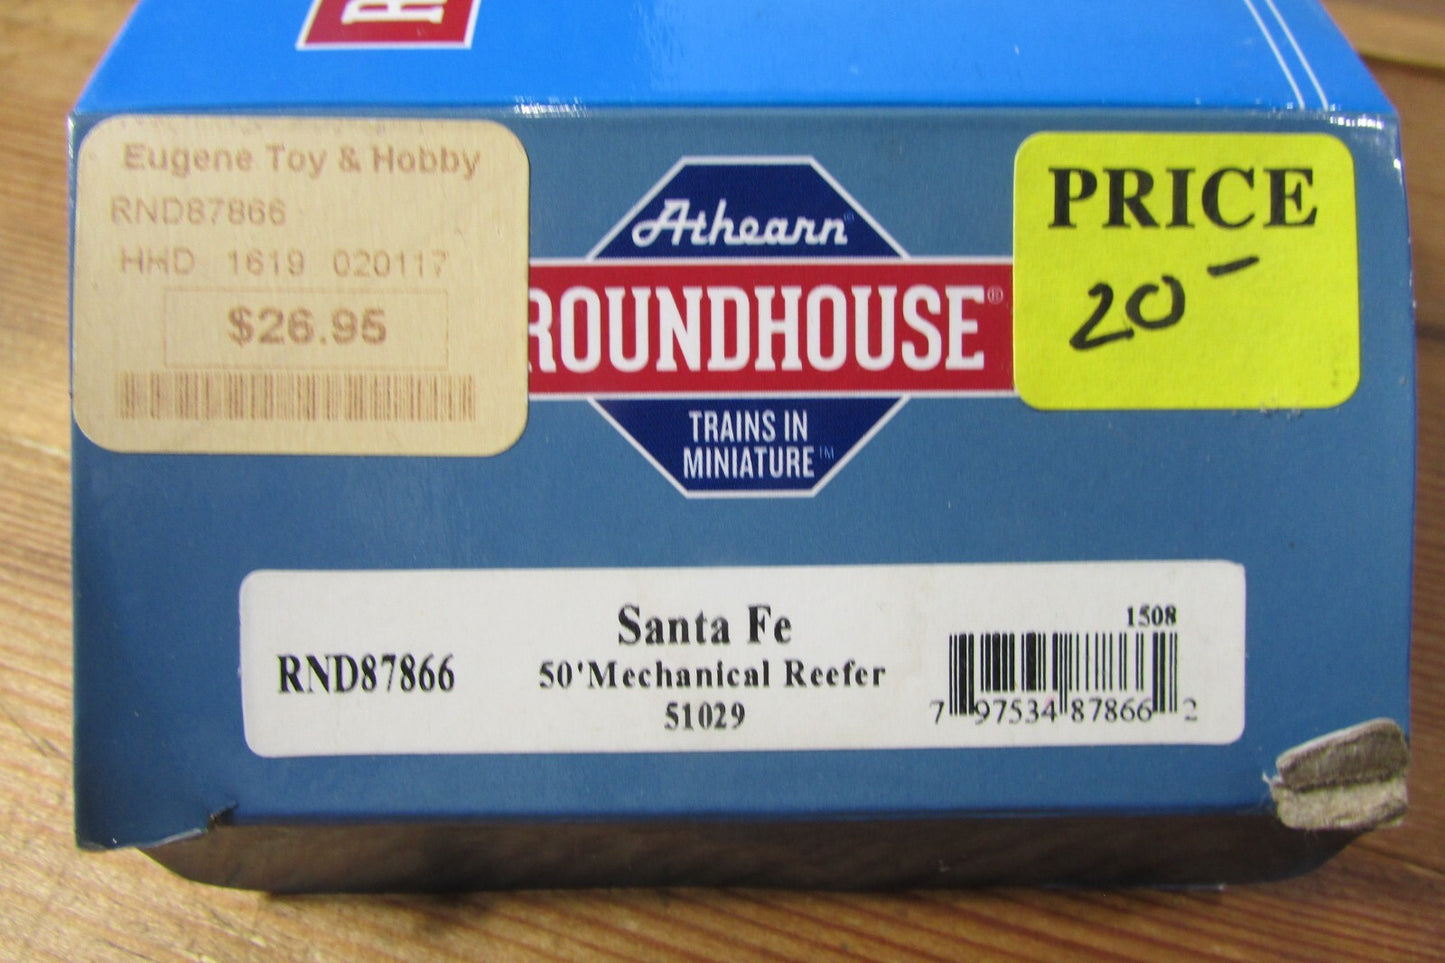 Eugene Toy & Hobby
RND87866
HHD 1619 020117
$26.95
Athearn
ROUNDHOUSE®
TRAINS IN
MINIATURE™
PRICE
20-
Santa Fe
50'Mechanical Reefer
51029
RND87866
1508
7 97534 87866 2